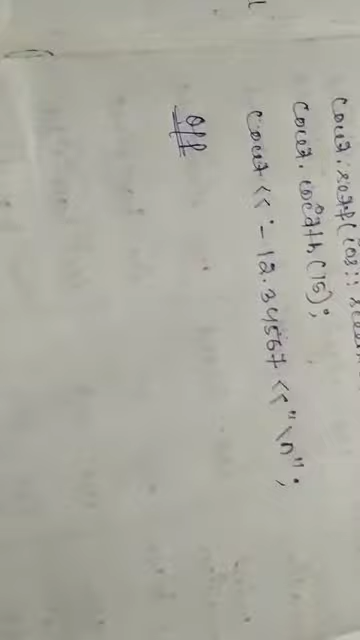 cout.setf(ios::
cout.width(15);
cout << -12.34567 << "\n";
O/P